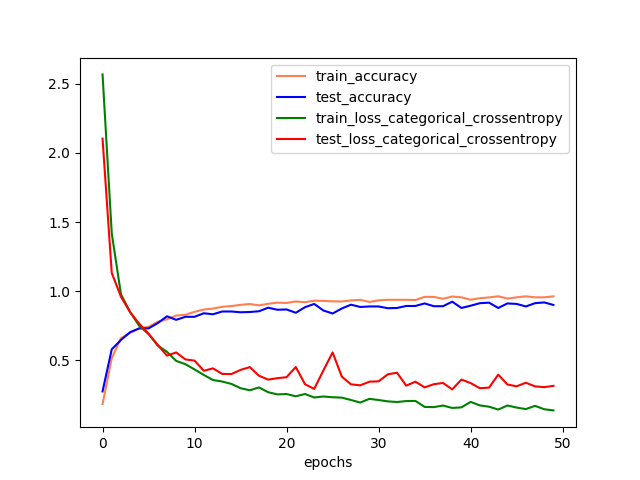 2.5
2.0
1.5
1.0
0.5
train_accuracy
test_accuracy
train_loss_categorical_crossentropy
test_loss_categorical_crossentropy
0 10 20 30 40 50
epochs